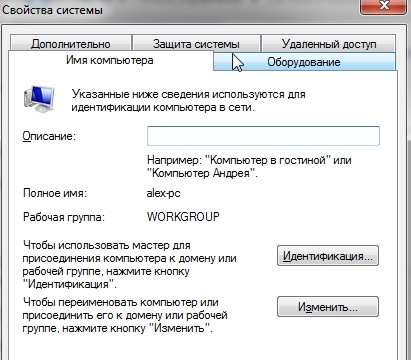 Свойства системы
Дополнительно Защита системы Удаленный доступ
Имя компьютера Оборудование
Указанные ниже сведения используются для
идентификации компьютера в сети.
Описание:
Например: "Компьютер в гостиной" или
"Компьютер Андрея".
Полное имя: alex-pc
Рабочая группа: WORKGROUP
Чтобы использовать мастер для
присоединения компьютера к домену или
рабочей группе, нажмите кнопку
"Идентификация".
Идентификация...
Чтобы переименовать компьютер или
присоединить его к домену или рабочей
группе, нажмите кнопку "Изменить".
Изменить...